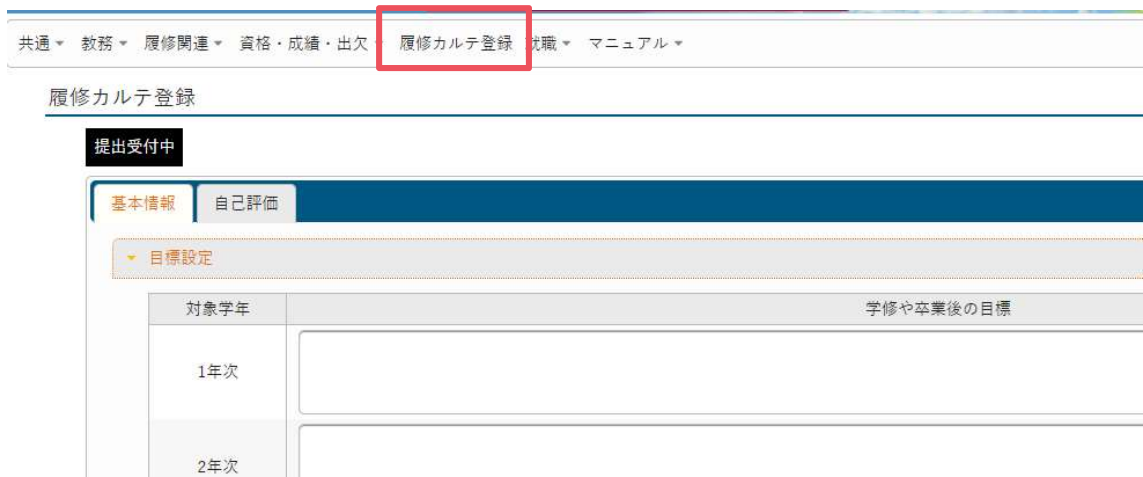 共通 教務 履修関連 資格・成績・出欠 履修カルテ登録 就職 マニュアル
履修カルテ登録
提出受付中
基本情報 自己評価
目標設定
対象学年 学修や卒業後の目標
1年次
2年次